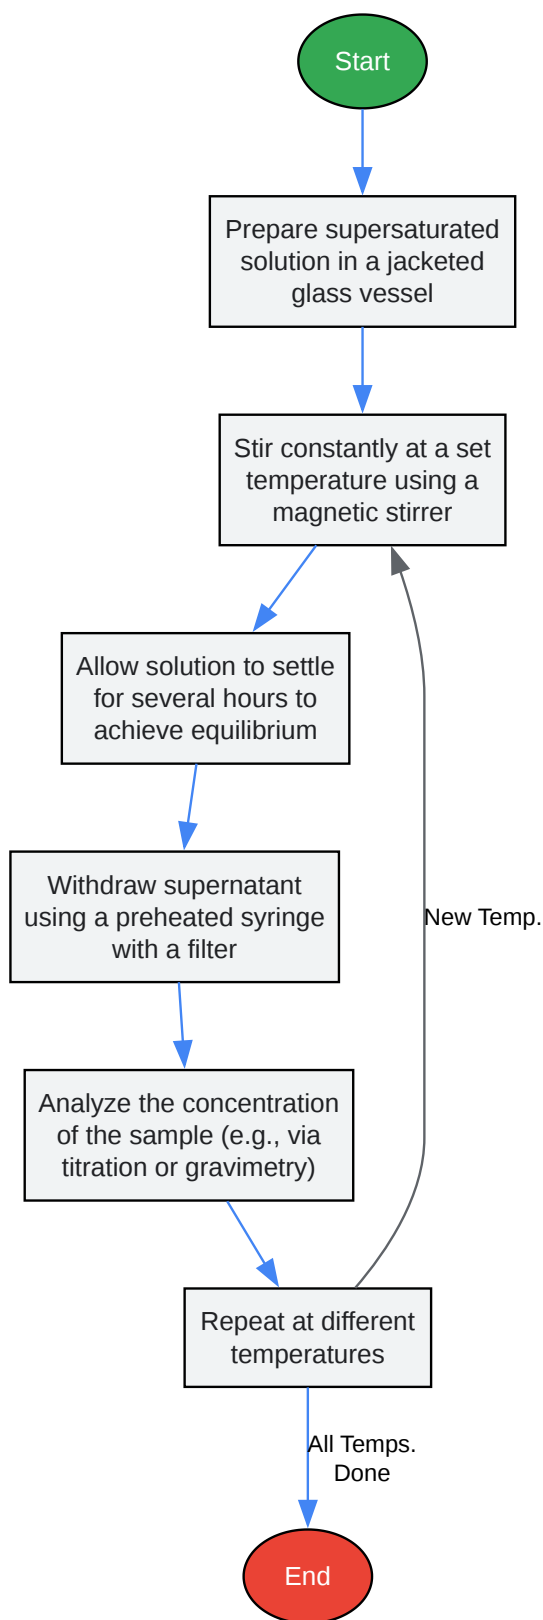 Start
Prepare supersaturated
solution in a jacketed
glass vessel
Stir constantly at a set
temperature using a
magnetic stirrer
Allow solution to settle
for several hours to
achieve equilibrium
Withdraw supernatant
using a preheated syringe
with a filter
New Temp.
Analyze the concentration
of the sample (e.g., via
titration or gravimetry)
Repeat at different
temperatures
All Temps.
Done
End